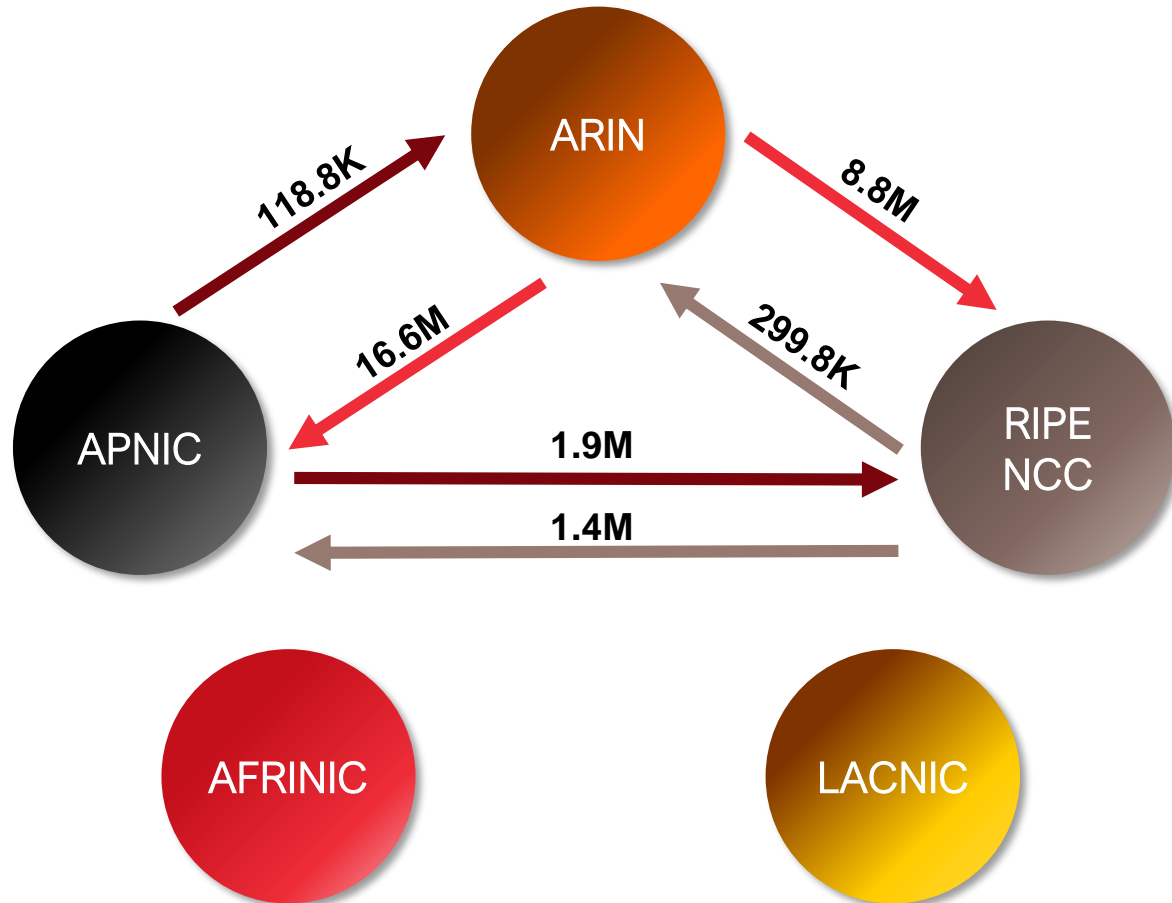 ARIN
118.8K
8.8M
16.6M
299.8K
APNIC
RIPE
NCC
1.9M
1.4M
AFRINIC
LACNIC